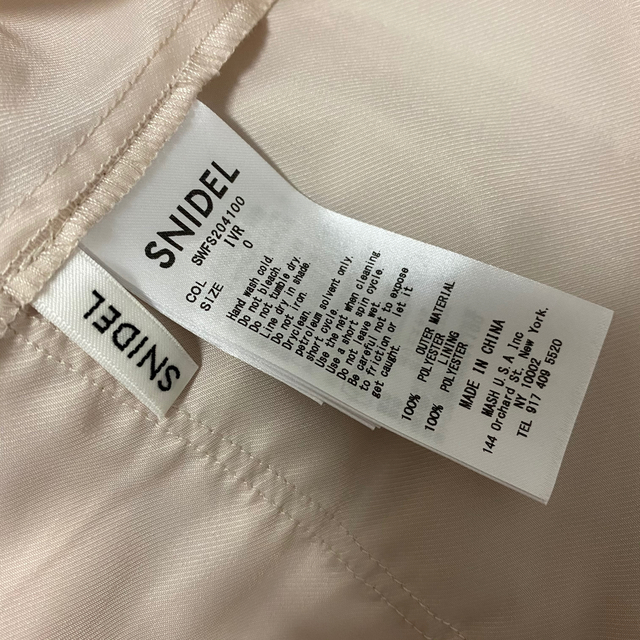 SNIDEL
SWFS204100
COL IVR
SIZE 0
Hand wash cold.
Do not bleach.
Do not tumble dry.
Line dry in shade.
Do not iron.
Dryclean.
petroleum solvent only.
short cycle.
Use the net when cleaning.
Use a short spin cycle.
Do not leave wet.
Be careful not to expose
to friction or let it
get caught.
OUTER MATERIAL
100% POLYESTER
LINING
100% POLYESTER
MADE IN CHINA
MASH U.S.A Inc
144 Orchard St. New York.
NY 10002
TEL 917 409 5520
SNIDEL